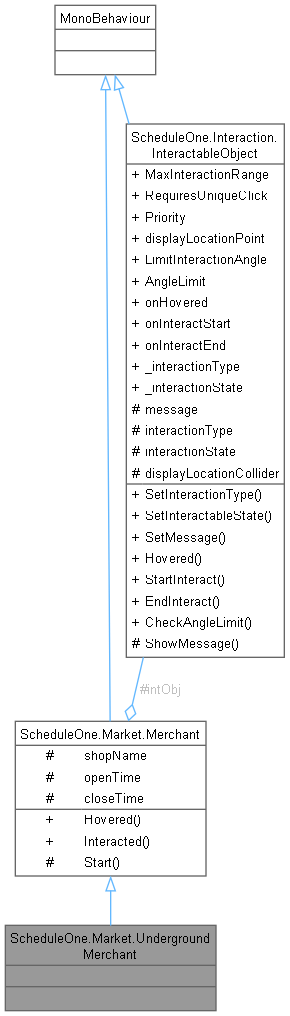 MonoBehaviour
ScheduleOne.Interaction.
InteractableObject
+ MaxInteractionRange
+ RequiresUniqueClick
+ Priority
+ displayLocationPoint
+ LimitInteractionAngle
+ AngleLimit
+ onHovered
+ onInteractStart
+ onInteractEnd
+ _interactionType
+ _interactionState
# message
# interactionType
# interactionState
# displayLocationCollider
+ SetInteractionType()
+ SetInteractableState()
+ SetMessage()
+ Hovered()
+ StartInteract()
+ EndInteract()
+ CheckAngleLimit()
# ShowMessage()
#intObj
ScheduleOne.Market.Merchant
# shopName
# openTime
# closeTime
+ Hovered()
+ Interacted()
# Start()
ScheduleOne.Market.Underground
Merchant